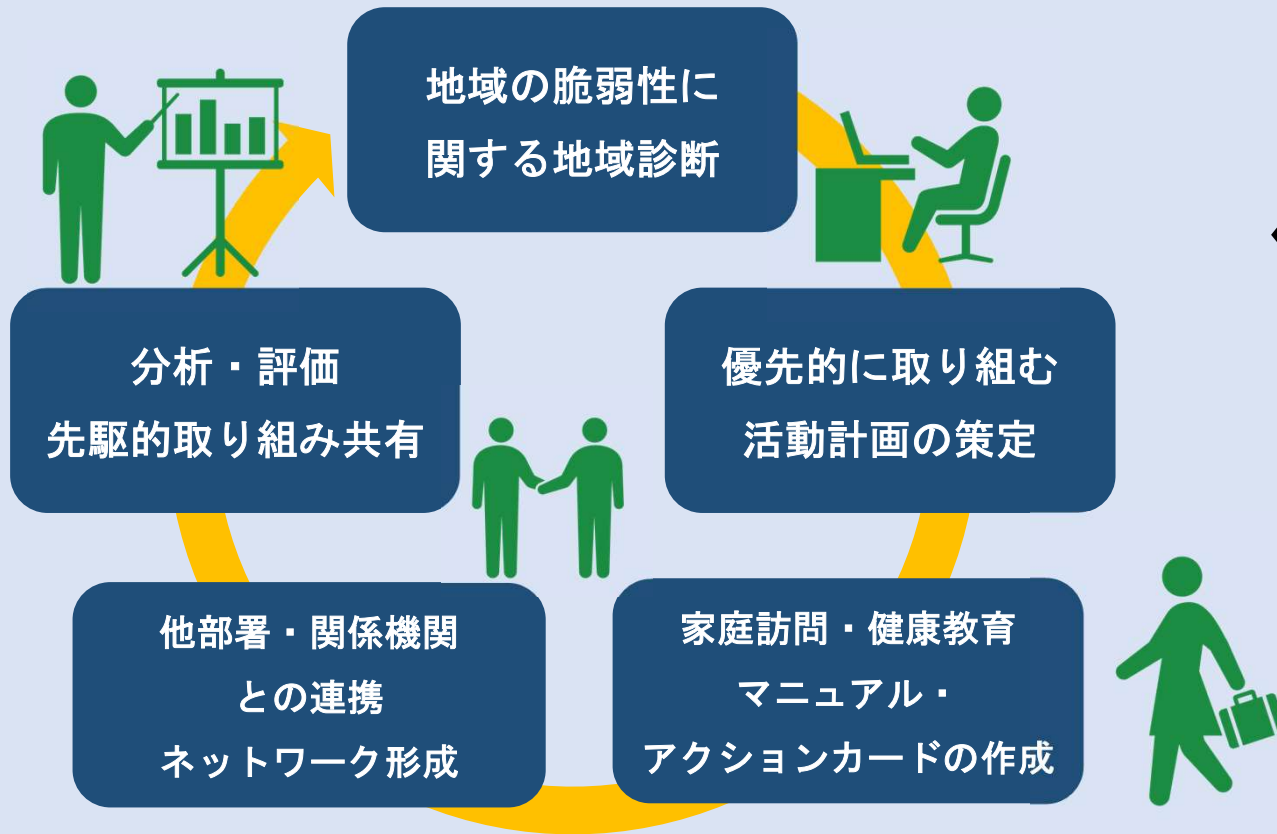 地域の脆弱性に
関する地域診断
優先的に取り組む
活動計画の策定
家庭訪問・健康教育
マニュアル・
アクションカードの作成
他部署・関係機関
との連携
ネットワーク形成
分析・評価
先駆的取り組み共有